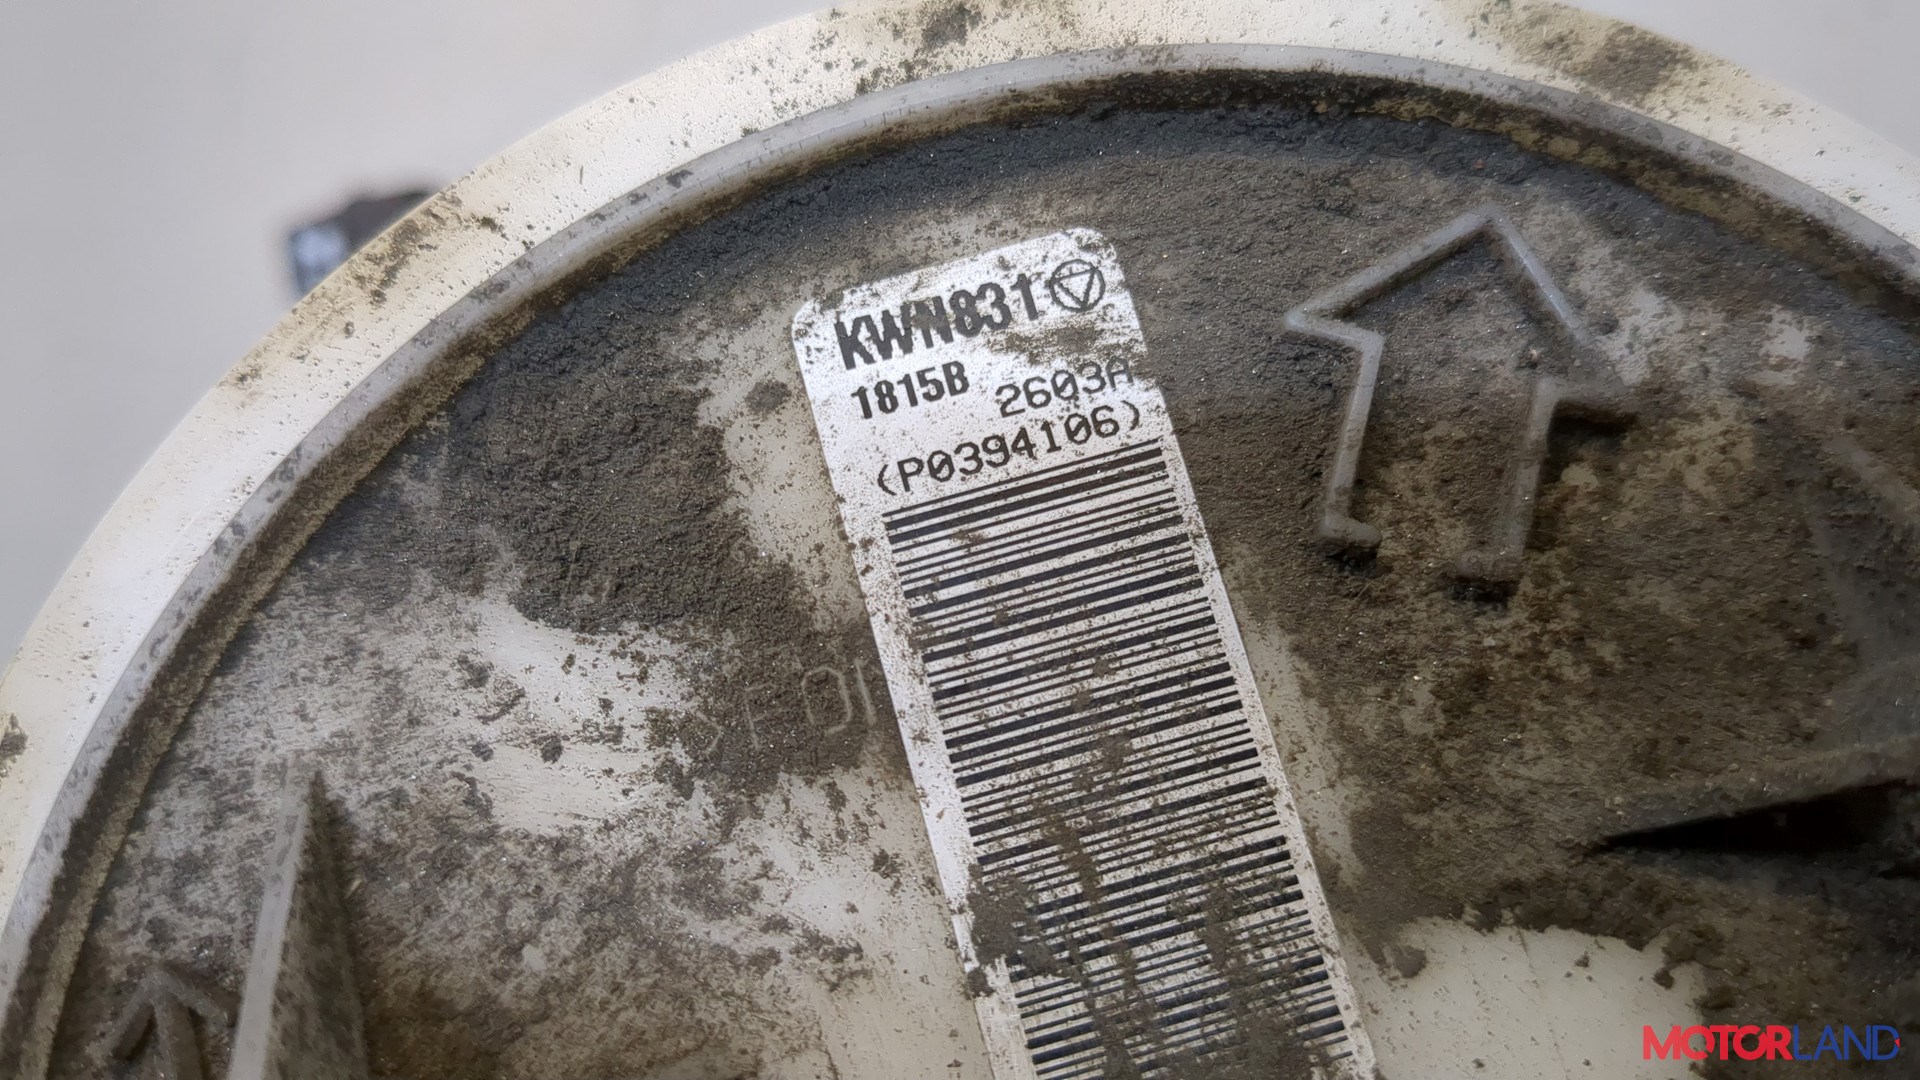 KWN831
1815B 2603A
(P0394106)
MOTORLAND